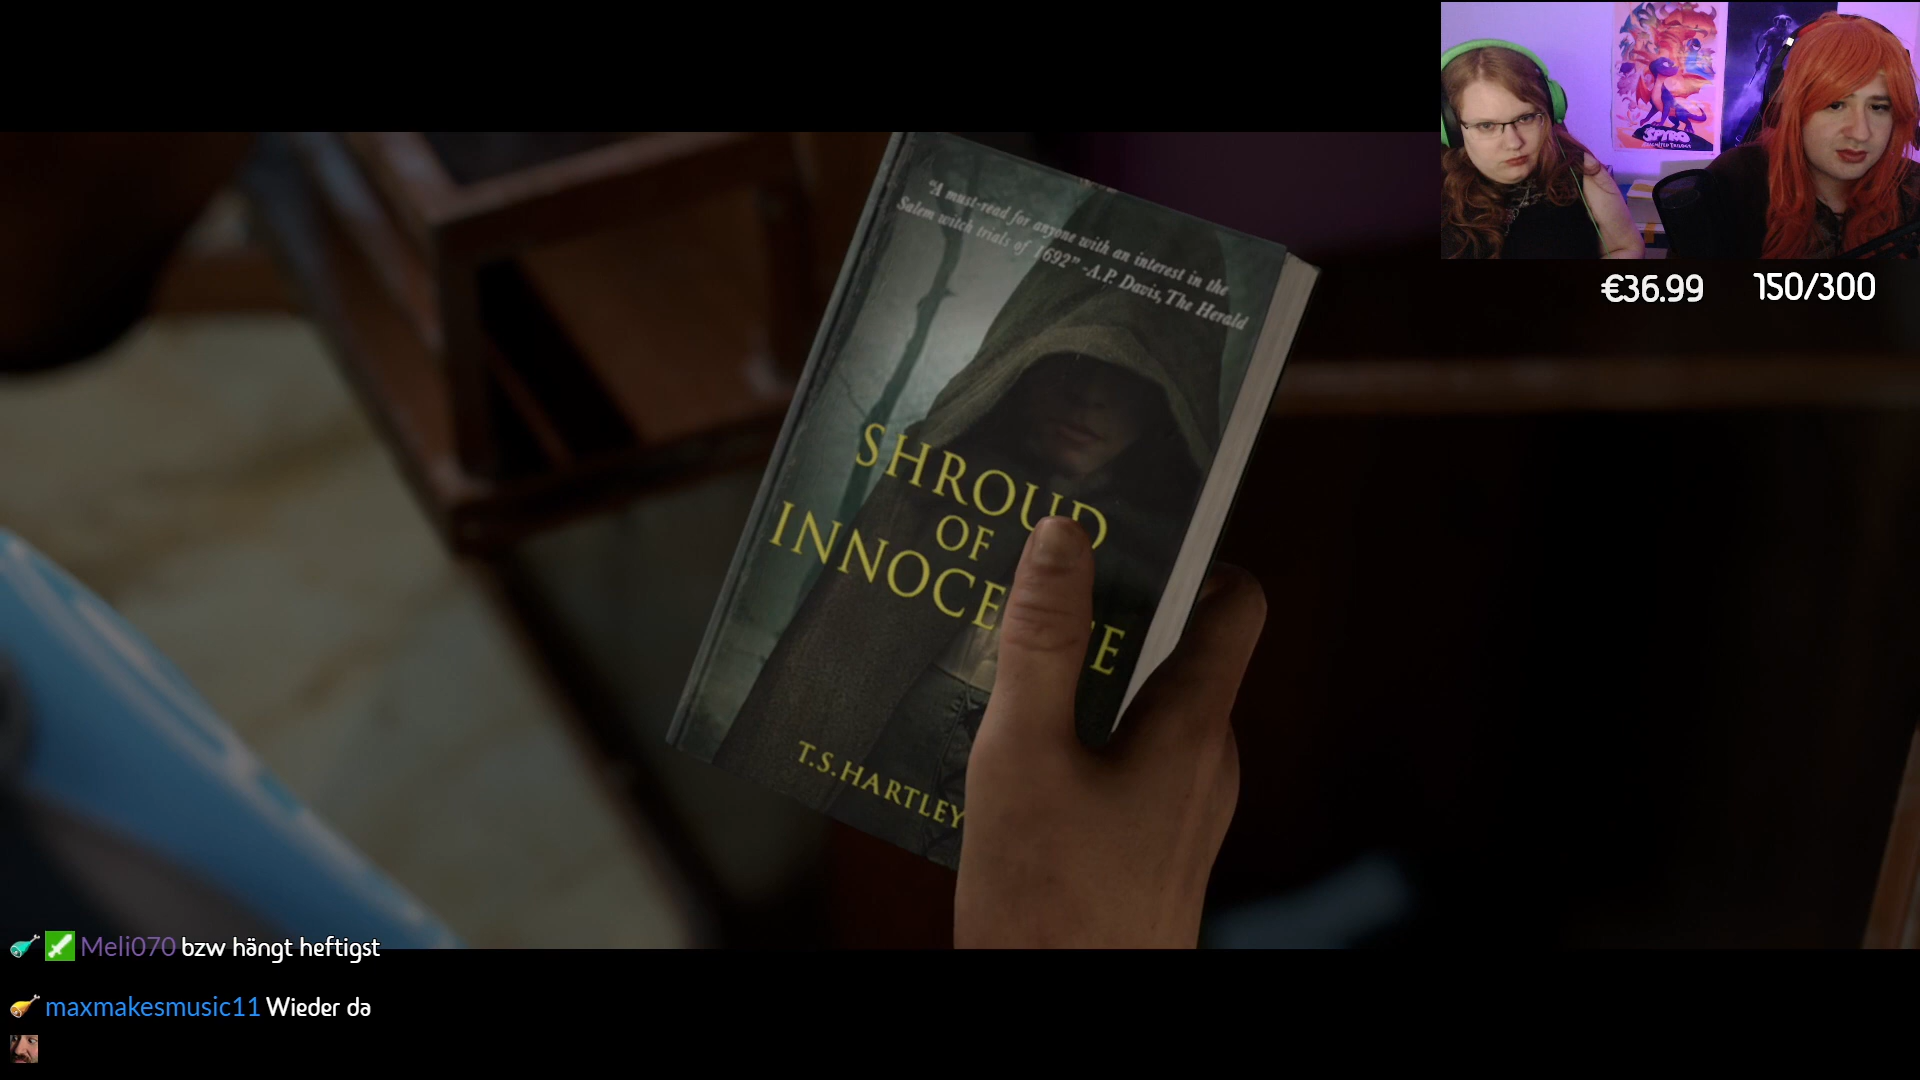 "A must-read for anyone with an interest in the
Salem witch trials of 1692" -A.P. Davis, The Herald
SHROUD
OF
INNOCE E
T.S.HARTLEY
SPYRO
€36.99 150/300
Meli070 bzw hängt heftigst
maxmakesmusic11 Wieder da